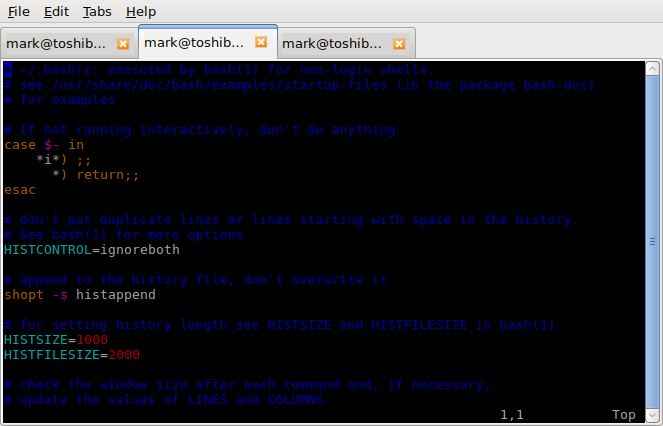 File Edit Tabs Help
mark@toshib... mark@toshib... mark@toshib...
# ~/.bashrc: executed by bash(1) for non-login shells.
# see /usr/share/doc/bash/examples/startup-files (in the package bash-doc)
# for examples
# If not running interactively, don't do anything
case $- in
    *i*) ;;
      *) return;;
esac
# don't put duplicate lines or lines starting with space in the history.
# See bash(1) for more options
HISTCONTROL=ignoreboth
# append to the history file, don't overwrite it
shopt -s histappend
# for setting history length see HISTSIZE and HISTFILESIZE in bash(1)
HISTSIZE=1000
HISTFILESIZE=2000
# check the window size after each command and, if necessary,
# update the values of LINES and COLUMNS.
1,1 Top